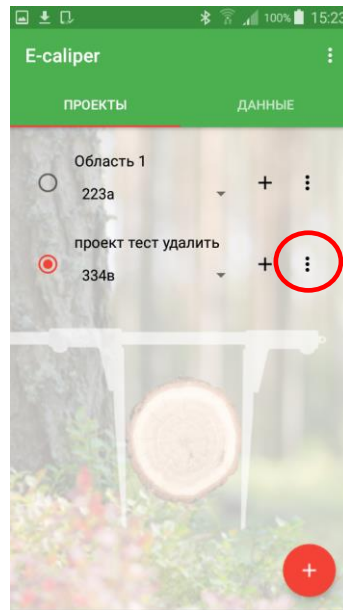 100% 15:23
E-caliper
ПРОЕКТЫ ДАННЫЕ
Область 1
223а
проект тест удалить
334в